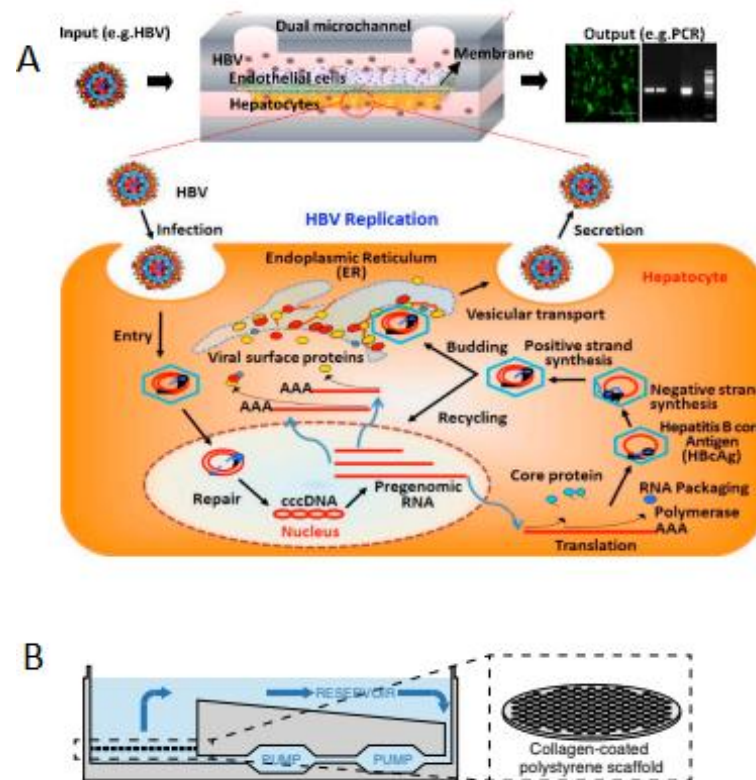 A
Input (e.g.HBV)
Dual microchannel
HBV
Endothelial cells
Hepatocytes
Membrane
Output (e.g.PCR)
HBV
Infection
HBV Replication
Secretion
Endoplasmic Reticulum
(ER)
Hepatocyte
Vesicular transport
Entry
Viral surface proteins
Budding
Positive strand
synthesis
AAA
AAA
Recycling
Negative strand
synthesis
Hepatitis B core
Antigen
(HBcAg)
Repair
cccDNA
Nucleus
Pregenomic
RNA
Core protein
RNA Packaging
Polymerase
AAA
Translation
B
RESERVOIR
PUMP
PUMP
Collagen-coated
polystyrene scaffold